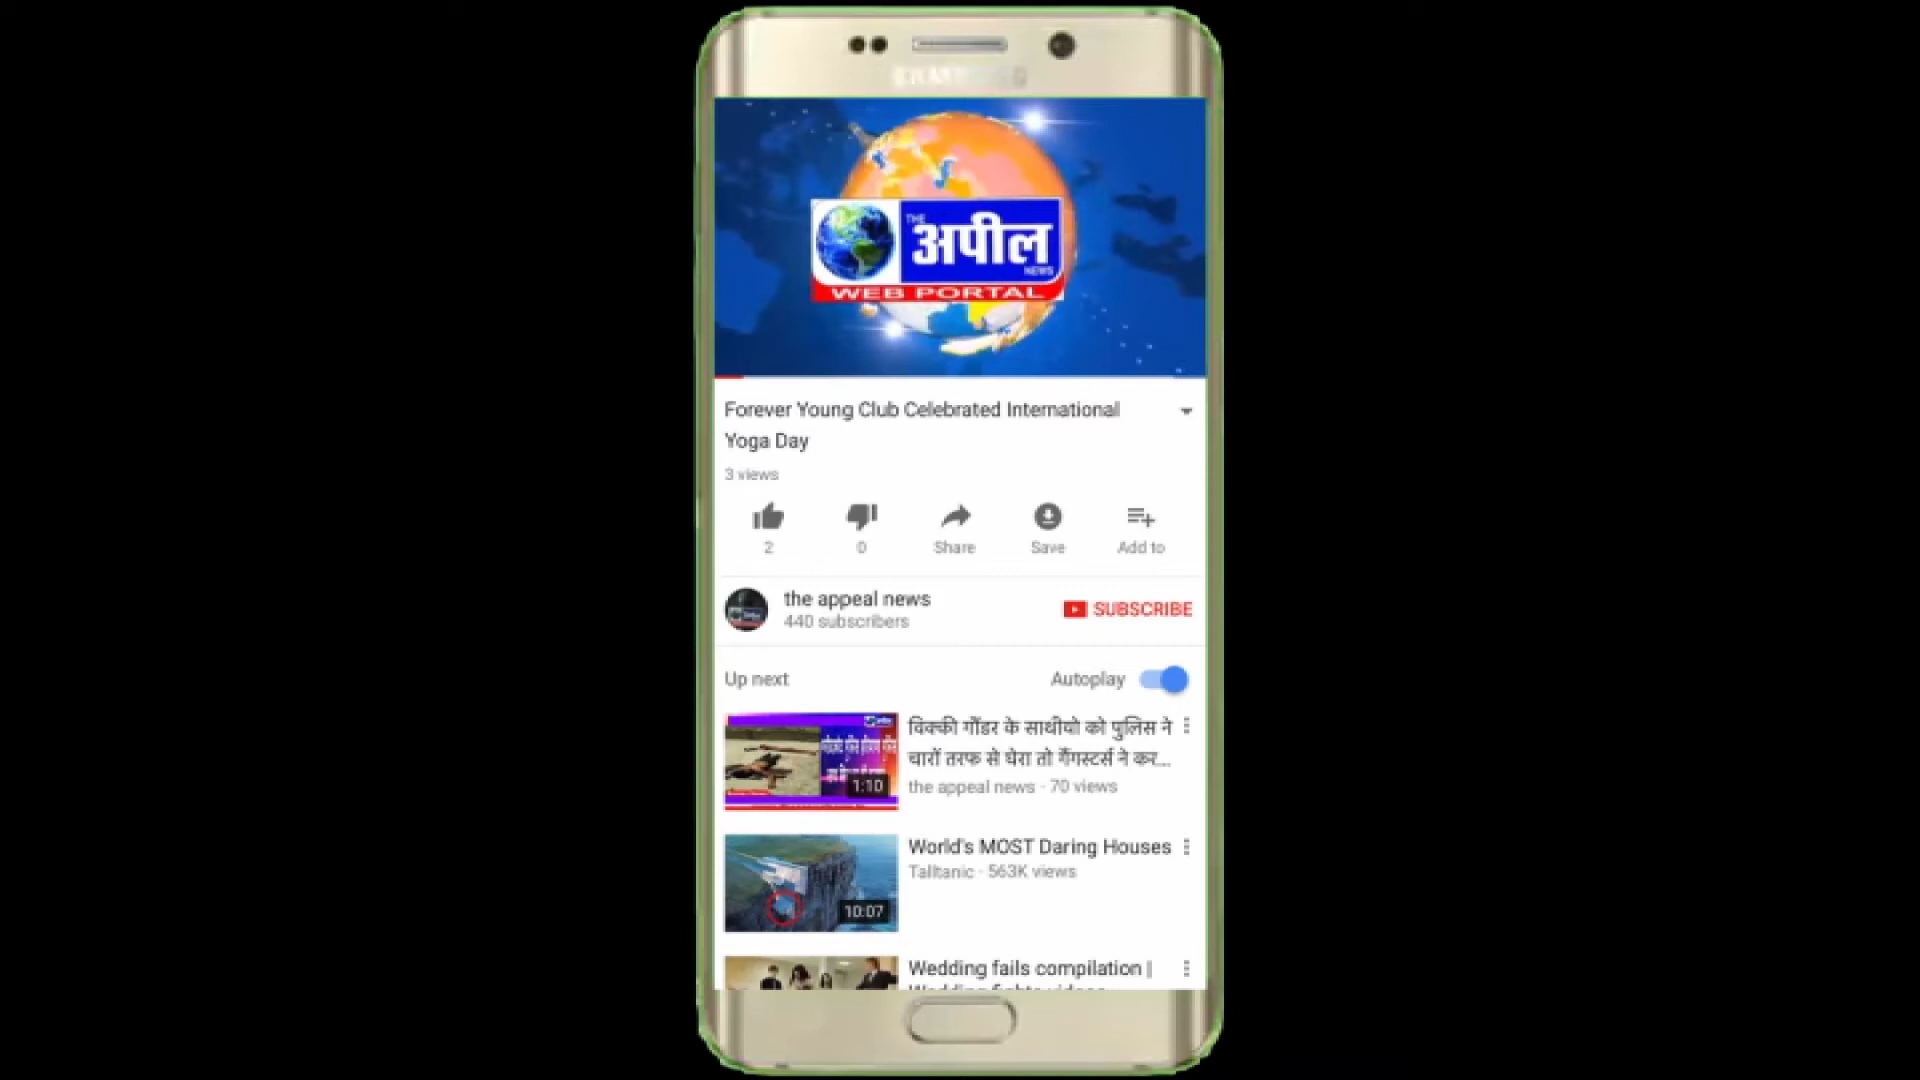 THE
अपील
NEWS
WEB PORTAL
Forever Young Club Celebrated International
Yoga Day
3 views
2
0
Share
Save
Add to
the appeal news
440 subscribers
SUBSCRIBE
Up next
Autoplay
विक्की गोंडर के साथीयो को पुलिस ने
चारों तरफ से घेरा तो गैंगस्टर्स ने कर...
the appeal news · 70 views
1:10
World's MOST Daring Houses
Talltanic · 563K views
10:07
Wedding fails compilation |